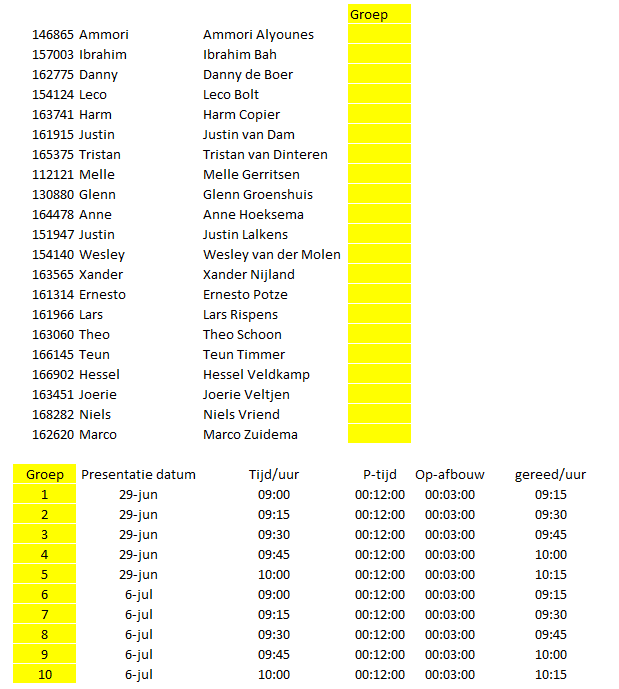 Groep
146865 Ammori Ammori Alyounes
157003 Ibrahim Ibrahim Bah
162775 Danny Danny de Boer
154124 Leco Leco Bolt
163741 Harm Harm Copier
161915 Justin Justin van Dam
165375 Tristan Tristan van Dinteren
112121 Melle Melle Gerritsen
130880 Glenn Glenn Groenshuis
164478 Anne Anne Hoeksema
151947 Justin Justin Lalkens
154140 Wesley Wesley van der Molen
163565 Xander Xander Nijland
161314 Ernesto Ernesto Potze
161966 Lars Lars Rispens
163060 Theo Theo Schoon
166145 Teun Teun Timmer
166902 Hessel Hessel Veldkamp
163451 Joerie Joerie Veltjen
168282 Niels Niels Vriend
162620 Marco Marco Zuidema
Groep Presentatie datum Tijd/uur P-tijd Op-afbouw gereed/uur
1 29-jun 09:00 00:12:00 00:03:00 09:15
2 29-jun 09:15 00:12:00 00:03:00 09:30
3 29-jun 09:30 00:12:00 00:03:00 09:45
4 29-jun 09:45 00:12:00 00:03:00 10:00
5 29-jun 10:00 00:12:00 00:03:00 10:15
6 6-jul 09:00 00:12:00 00:03:00 09:15
7 6-jul 09:15 00:12:00 00:03:00 09:30
8 6-jul 09:30 00:12:00 00:03:00 09:45
9 6-jul 09:45 00:12:00 00:03:00 10:00
10 6-jul 10:00 00:12:00 00:03:00 10:15